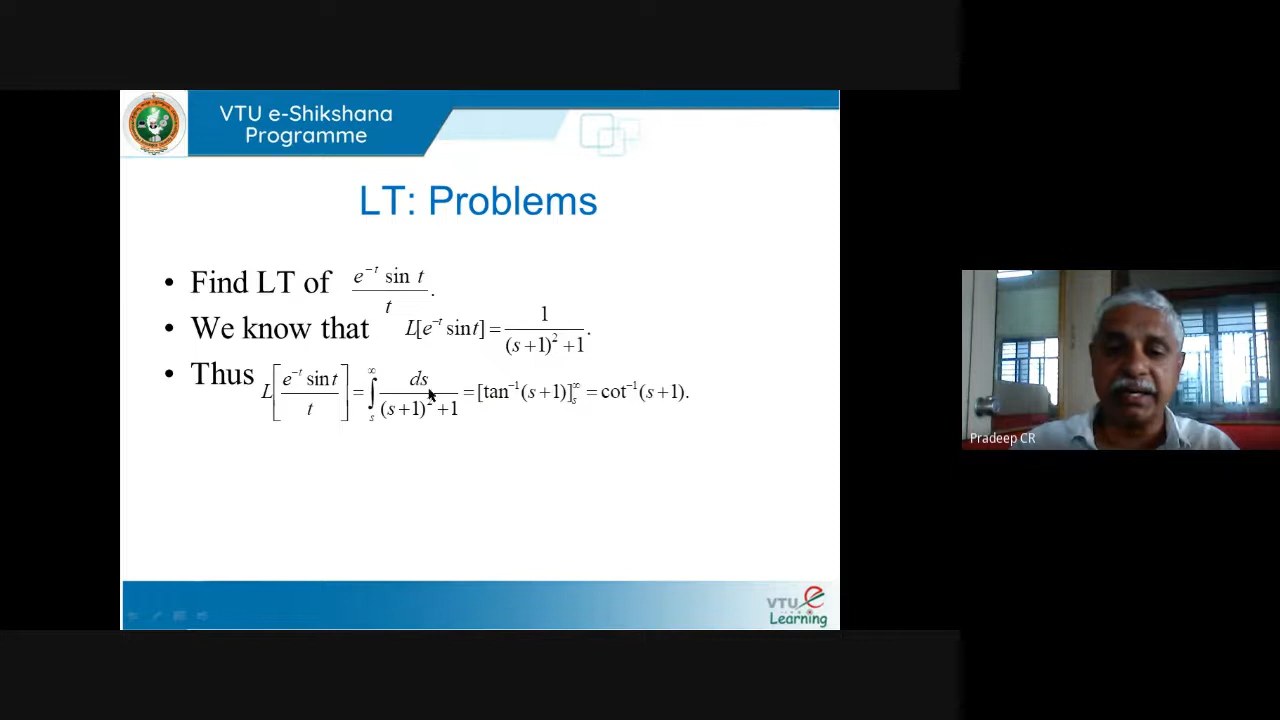 VTU e-Shikshana
Programme
LT: Problems
• Find LT of e^{-t} sin t / t .
• We know that L[e^{-t} sin t] = 1 / ((s+1)^2 + 1).
• Thus L[e^{-t} sin t / t] = ∫_s^∞ ds / ((s+1)^2 + 1) = [tan^{-1}(s+1)]_s^∞ = cot^{-1}(s+1).
Pradeep CR
VTU e
Learning